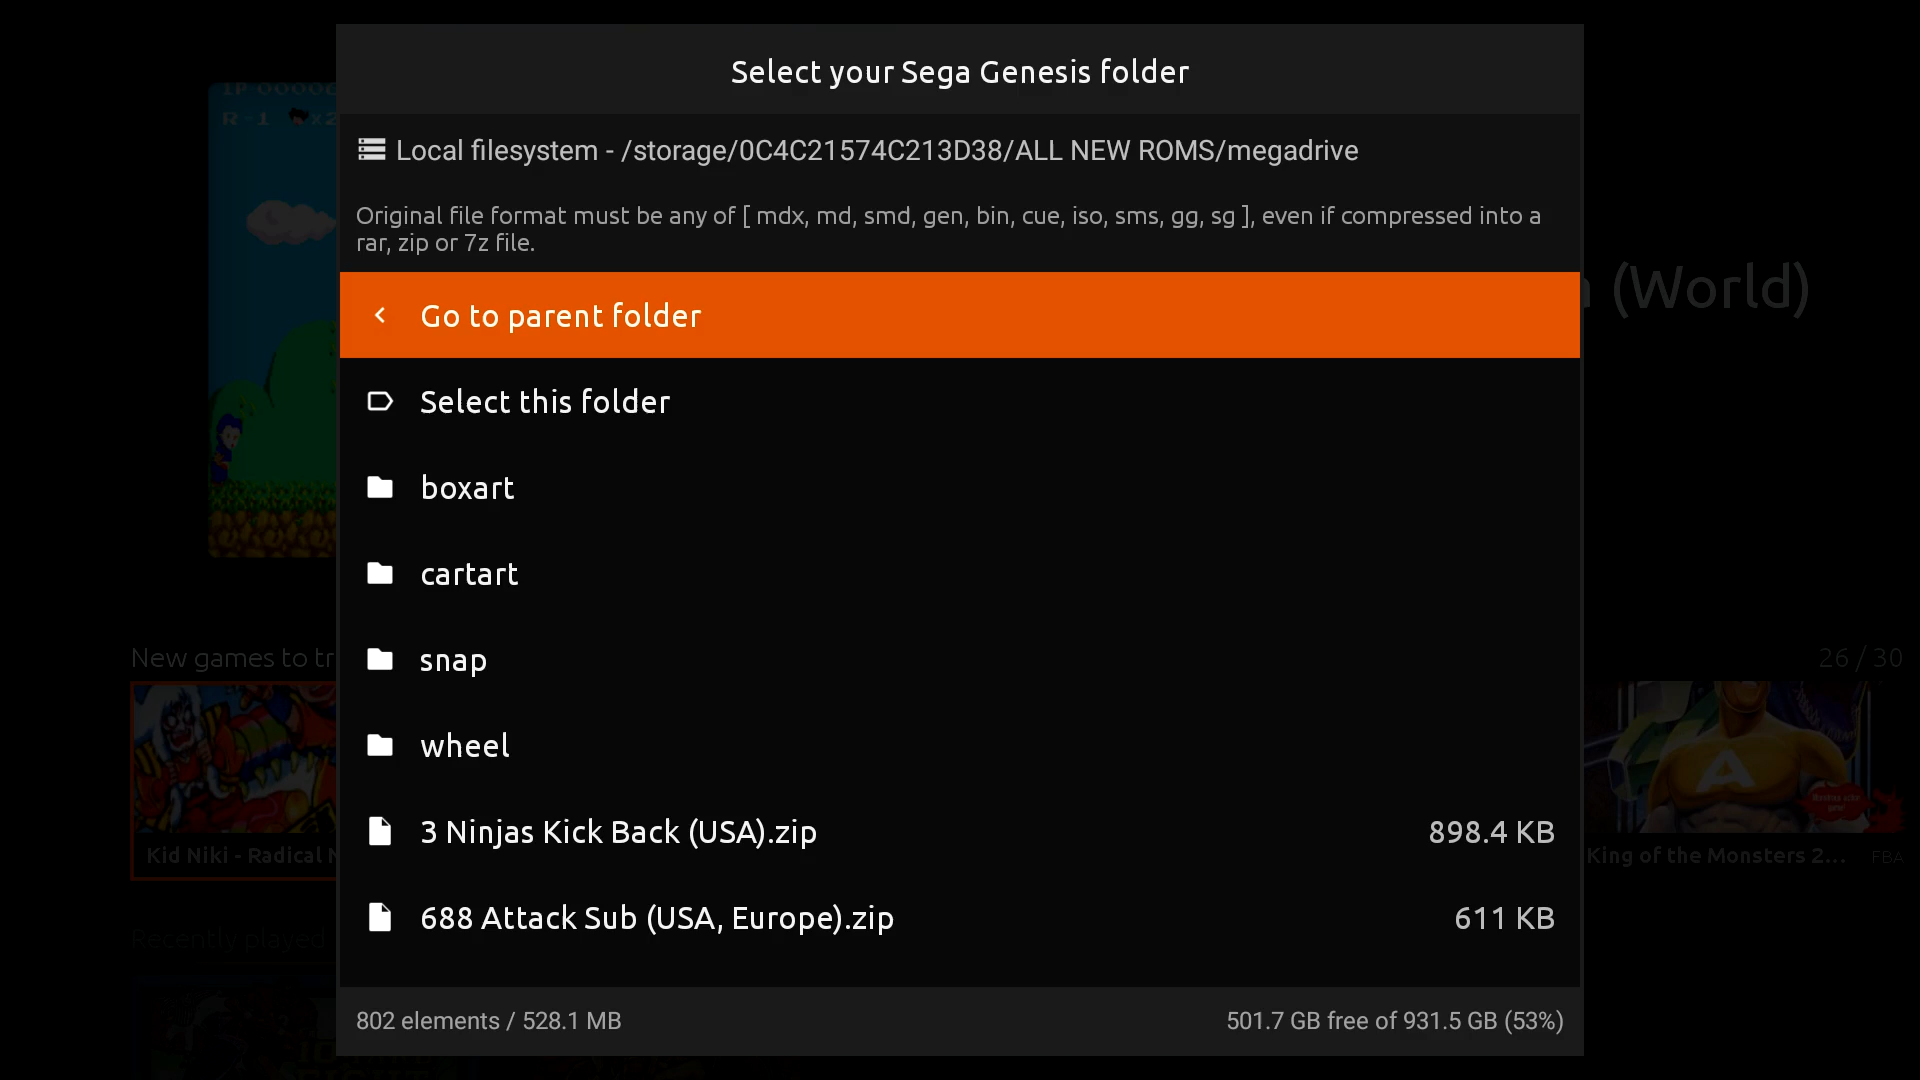 Select your Sega Genesis folder
Local filesystem - /storage/0C4C21574C213D38/ALL NEW ROMS/megadrive
Original file format must be any of [ mdx, md, smd, gen, bin, cue, iso, sms, gg, sg ], even if compressed into a
rar, zip or 7z file.
Go to parent folder
Select this folder
boxart
cartart
snap
wheel
3 Ninjas Kick Back (USA).zip 898.4 KB
688 Attack Sub (USA, Europe).zip 611 KB
802 elements / 528.1 MB 501.7 GB free of 931.5 GB (53%)
R-1 x2
(World)
New games to tr
26 / 30
Kid Niki - Radical N
King of the Monsters 2... FBA
Recently played